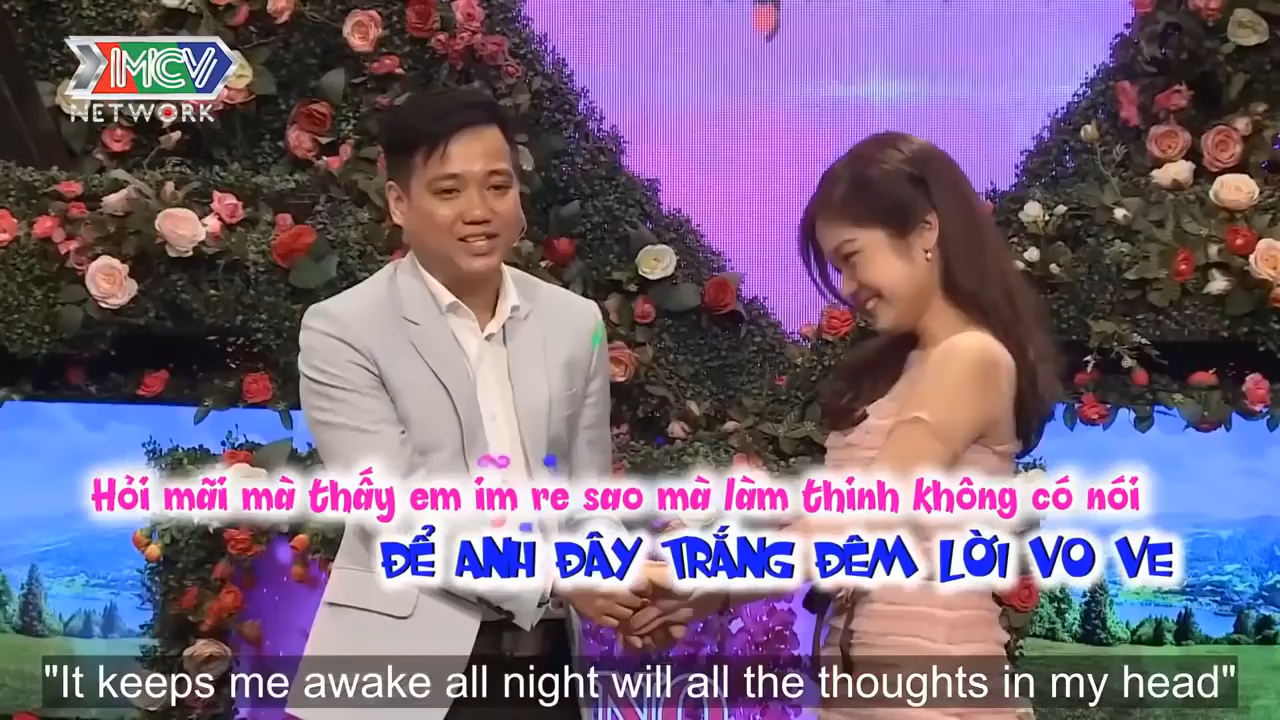 MCV
NETWORK
Hỏi mãi mà thấy em im re sao mà làm thinh không có nói
ĐỂ ANH ĐÂY TRẮNG ĐÊM LỜI VO VE
"It keeps me awake all night will all the thoughts in my head"